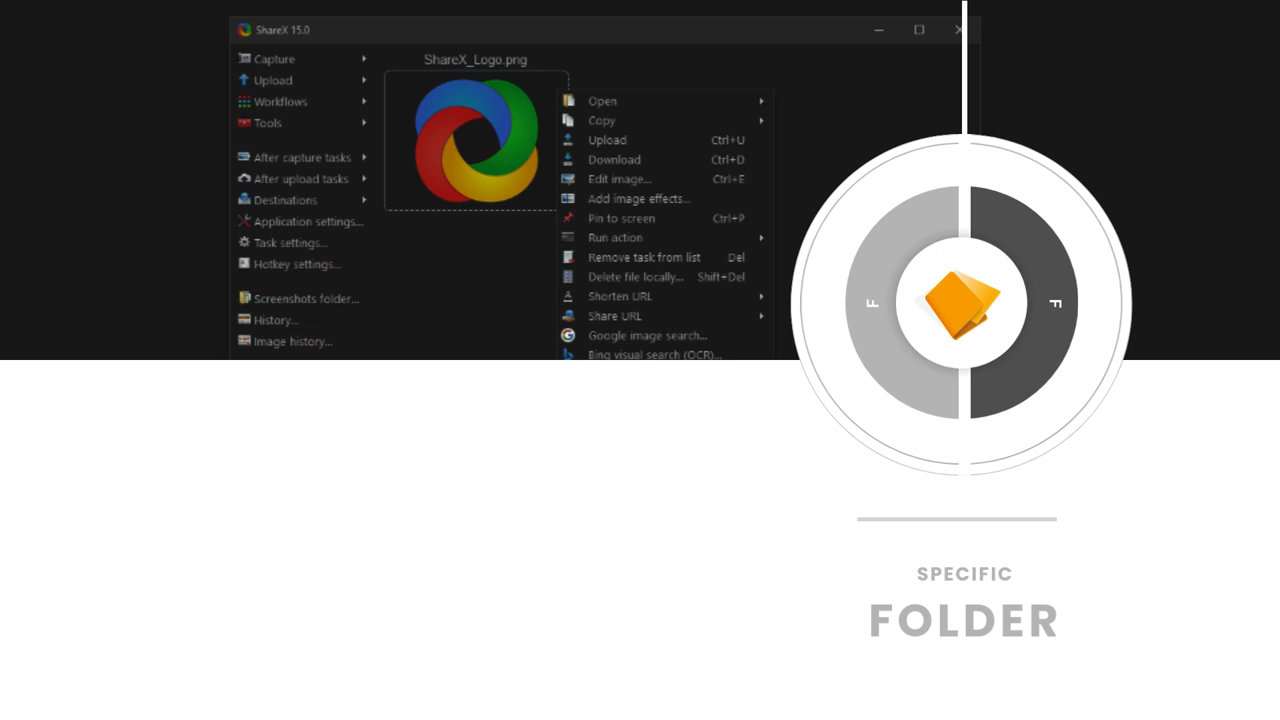 ShareX 15.0
Capture
Upload
Workflows
Tools
After capture tasks
After upload tasks
Destinations
Application settings...
Task settings...
Hotkey settings...
Screenshots folder...
History...
Image history...
ShareX_Logo.png
Open
Copy
Upload Ctrl+U
Download Ctrl+D
Edit image... Ctrl+E
Add image effects...
Pin to screen Ctrl+P
Run action
Remove task from list Del
Delete file locally... Shift+Del
Shorten URL
Share URL
Google image search...
Bing visual search (OCR)...
F
F
SPECIFIC
FOLDER